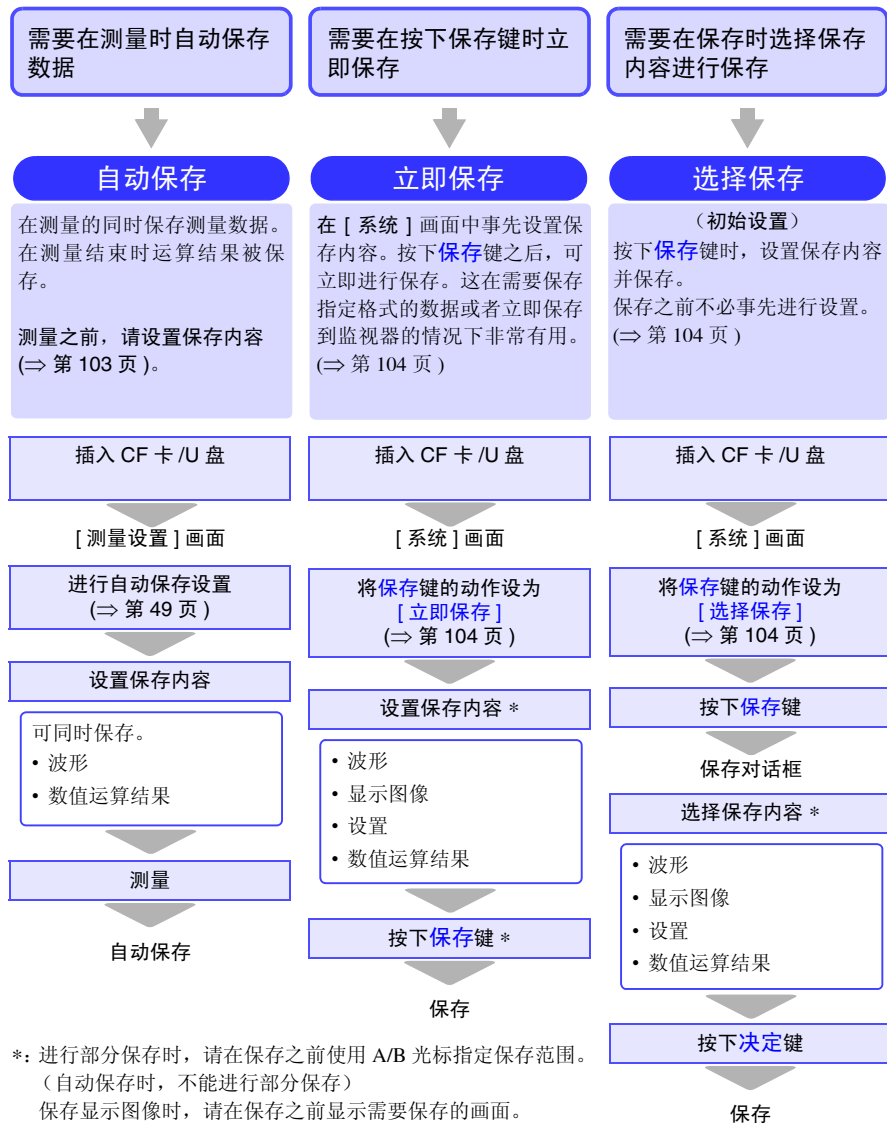 需要在测量时自动保存
数据
自动保存
在测量的同时保存测量数据。
在测量结束时运算结果被保
存。
测量之前，请设置保存内容
(⇒ 第 103 页 )。
插入 CF 卡 /U 盘
[ 测量设置 ] 画面
进行自动保存设置
(⇒ 第 49 页 )
设置保存内容
可同时保存。
• 波形
• 数值运算结果
测量
自动保存
需要在按下保存键时立
即保存
立即保存
在 [ 系统 ] 画面中事先设置保
存内容。按下保存键之后，可
立即进行保存。这在需要保存
指定格式的数据或者立即保存
到监视器的情况下非常有用。
(⇒ 第 104 页 )
插入 CF 卡 /U 盘
[ 系统 ] 画面
将保存键的动作设为
[ 立即保存 ]
(⇒ 第 104 页 )
设置保存内容 *
• 波形
• 显示图像
• 设置
• 数值运算结果
按下保存键 *
保存
需要在保存时选择保存
内容进行保存
选择保存
（初始设置）
按下保存键时，设置保存内容
并保存。
保存之前不必事先进行设置。
(⇒ 第 104 页 )
插入 CF 卡 /U 盘
[ 系统 ] 画面
将保存键的动作设为
[ 选择保存 ]
(⇒ 第 104 页 )
按下保存键
保存对话框
选择保存内容 *
• 波形
• 显示图像
• 设置
• 数值运算结果
按下决定键
保存
*: 进行部分保存时，请在保存之前使用 A/B 光标指定保存范围。
（自动保存时，不能进行部分保存）
保存显示图像时，请在保存之前显示需要保存的画面。